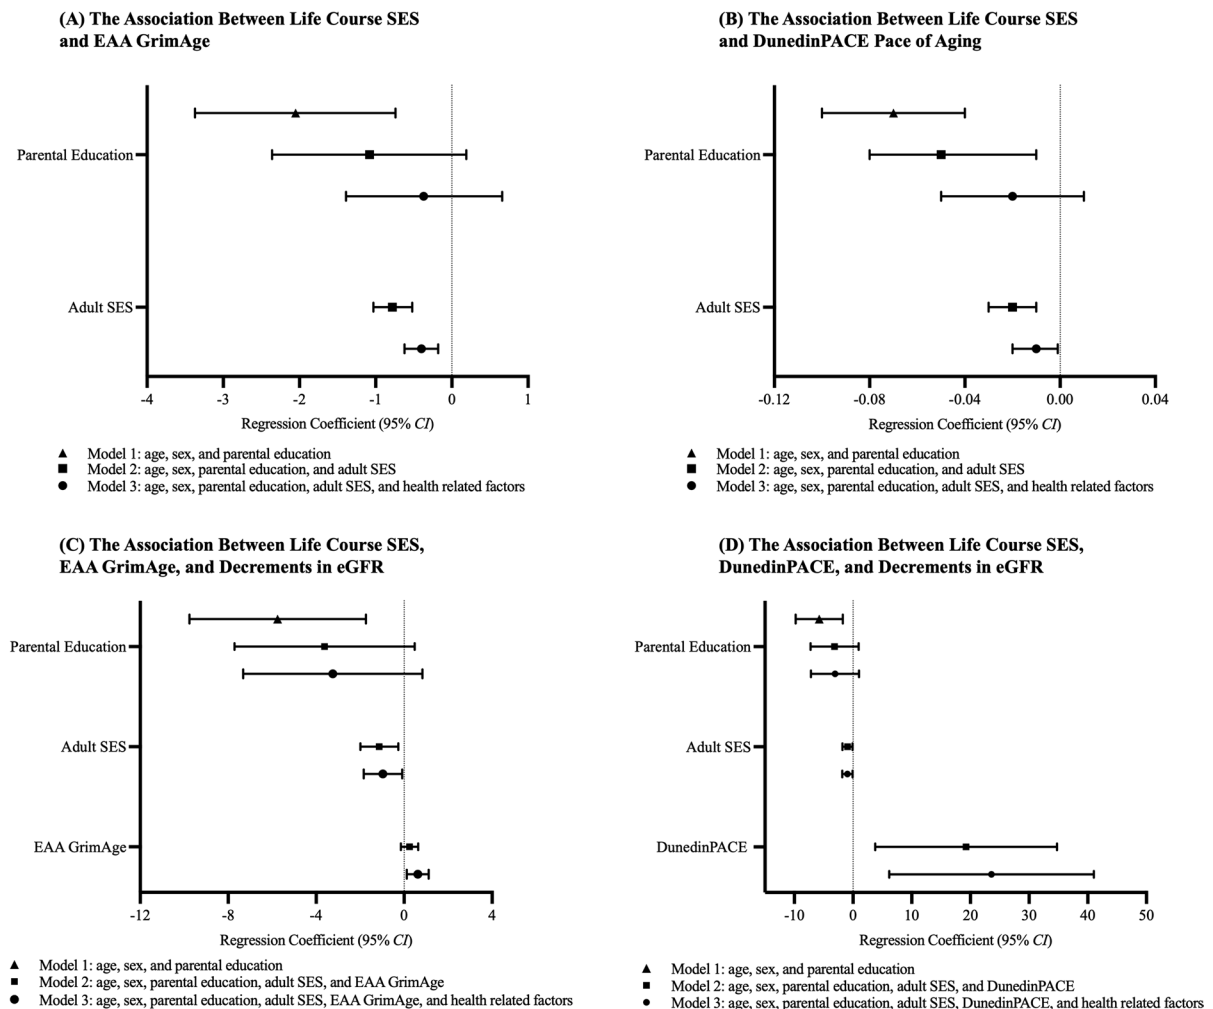 (A) The Association Between Life Course SES
and EAA GrimAge
Parental Education
Adult SES
-4 -3 -2 -1 0 1
Regression Coefficient (95% CI)
Model 1: age, sex, and parental education
Model 2: age, sex, parental education, and adult SES
Model 3: age, sex, parental education, adult SES, and health related factors
(B) The Association Between Life Course SES
and DunedinPACE Pace of Aging
Parental Education
Adult SES
-0.12 -0.08 -0.04 0.00 0.04
Regression Coefficient (95% CI)
Model 1: age, sex, and parental education
Model 2: age, sex, parental education, and adult SES
Model 3: age, sex, parental education, adult SES, and health related factors
(C) The Association Between Life Course SES,
EAA GrimAge, and Decrements in eGFR
Parental Education
Adult SES
EAA GrimAge
-12 -8 -4 0 4
Regression Coefficient (95% CI)
Model 1: age, sex, and parental education
Model 2: age, sex, parental education, adult SES, and EAA GrimAge
Model 3: age, sex, parental education, adult SES, EAA GrimAge, and health related factors
(D) The Association Between Life Course SES,
DunedinPACE, and Decrements in eGFR
Parental Education
Adult SES
DunedinPACE
-10 0 10 20 30 40 50
Regression Coefficient (95% CI)
Model 1: age, sex, and parental education
Model 2: age, sex, parental education, adult SES, and DunedinPACE
Model 3: age, sex, parental education, adult SES, DunedinPACE, and health related factors